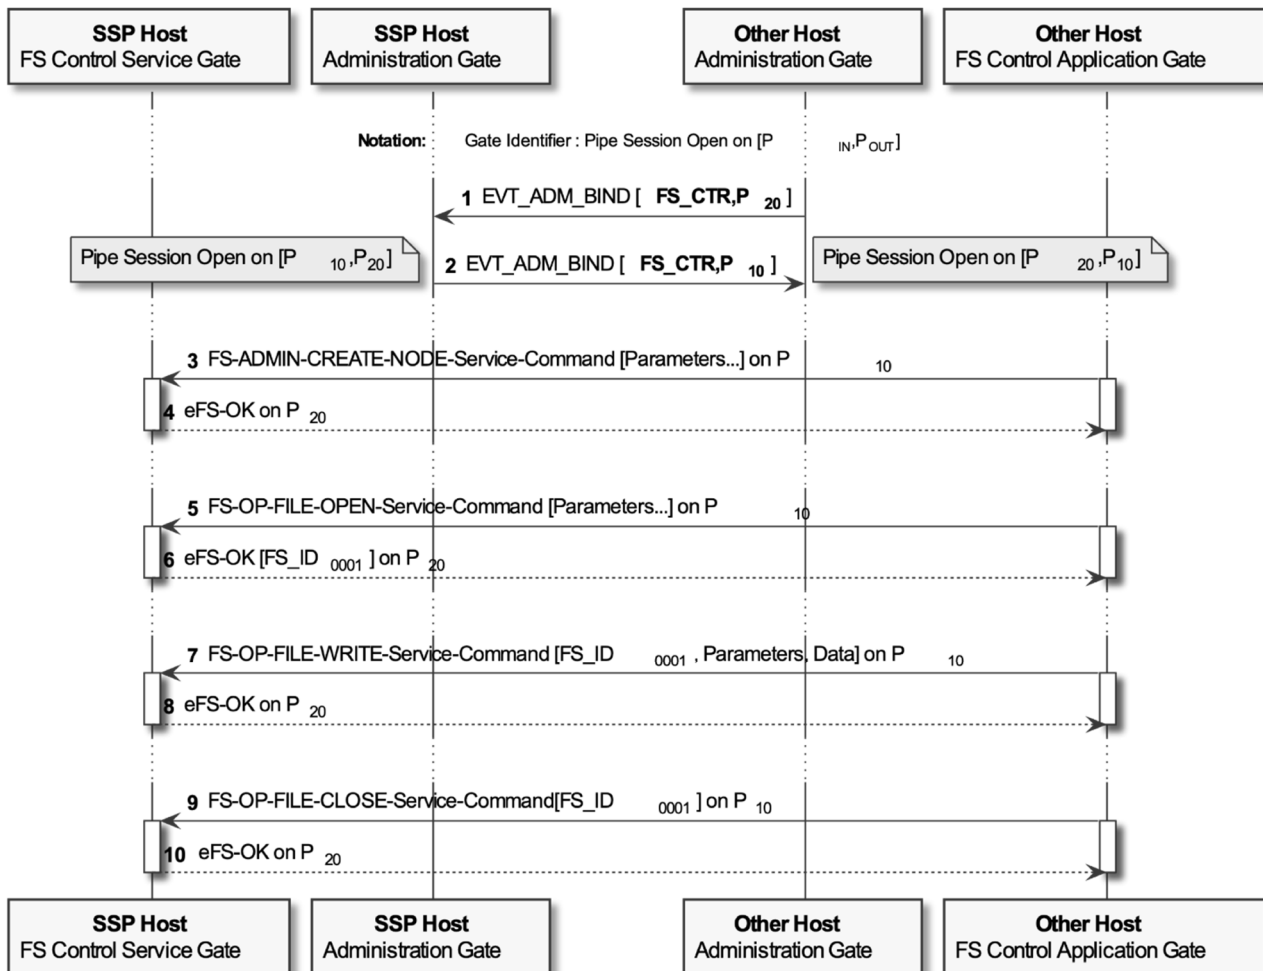 SSP Host
FS Control Service Gate
SSP Host
Administration Gate
Other Host
Administration Gate
Other Host
FS Control Application Gate
Notation: Gate Identifier : Pipe Session Open on [P IN,POUT]
1 EVT_ADM_BIND [ FS_CTR,P 20 ]
Pipe Session Open on [P 10 ,P20]
2 EVT_ADM_BIND [ FS_CTR,P 10 ]
Pipe Session Open on [P 20 ,P10]
3 FS-ADMIN-CREATE-NODE-Service-Command [Parameters...] on P 10
4 eFS-OK on P 20
5 FS-OP-FILE-OPEN-Service-Command [Parameters...] on P 10
6 eFS-OK [FS_ID 0001 ] on P 20
7 FS-OP-FILE-WRITE-Service-Command [FS_ID 0001 , Parameters, Data] on P 10
8 eFS-OK on P 20
9 FS-OP-FILE-CLOSE-Service-Command[FS_ID 0001 ] on P 10
10 eFS-OK on P 20
SSP Host
FS Control Service Gate
SSP Host
Administration Gate
Other Host
Administration Gate
Other Host
FS Control Application Gate